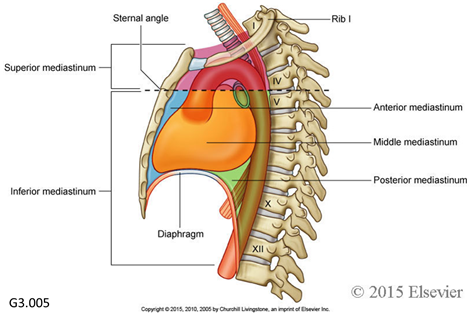 Sternal angle
Rib I
I
Superior mediastinum
IV
V
Anterior mediastinum
Middle mediastinum
Inferior mediastinum
Posterior mediastinum
X
Diaphragm
XII
G3.005
© 2015 Elsevier
Copyright © 2015, 2010, 2005 by Churchill Livingstone, an imprint of Elsevier Inc.